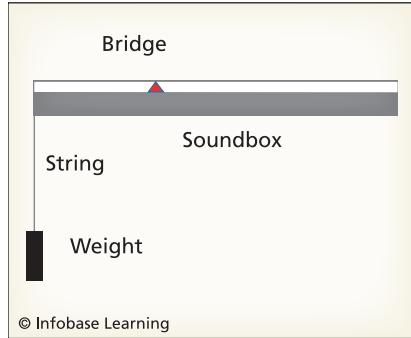 Bridge
Soundbox
String
Weight
© Infobase Learning